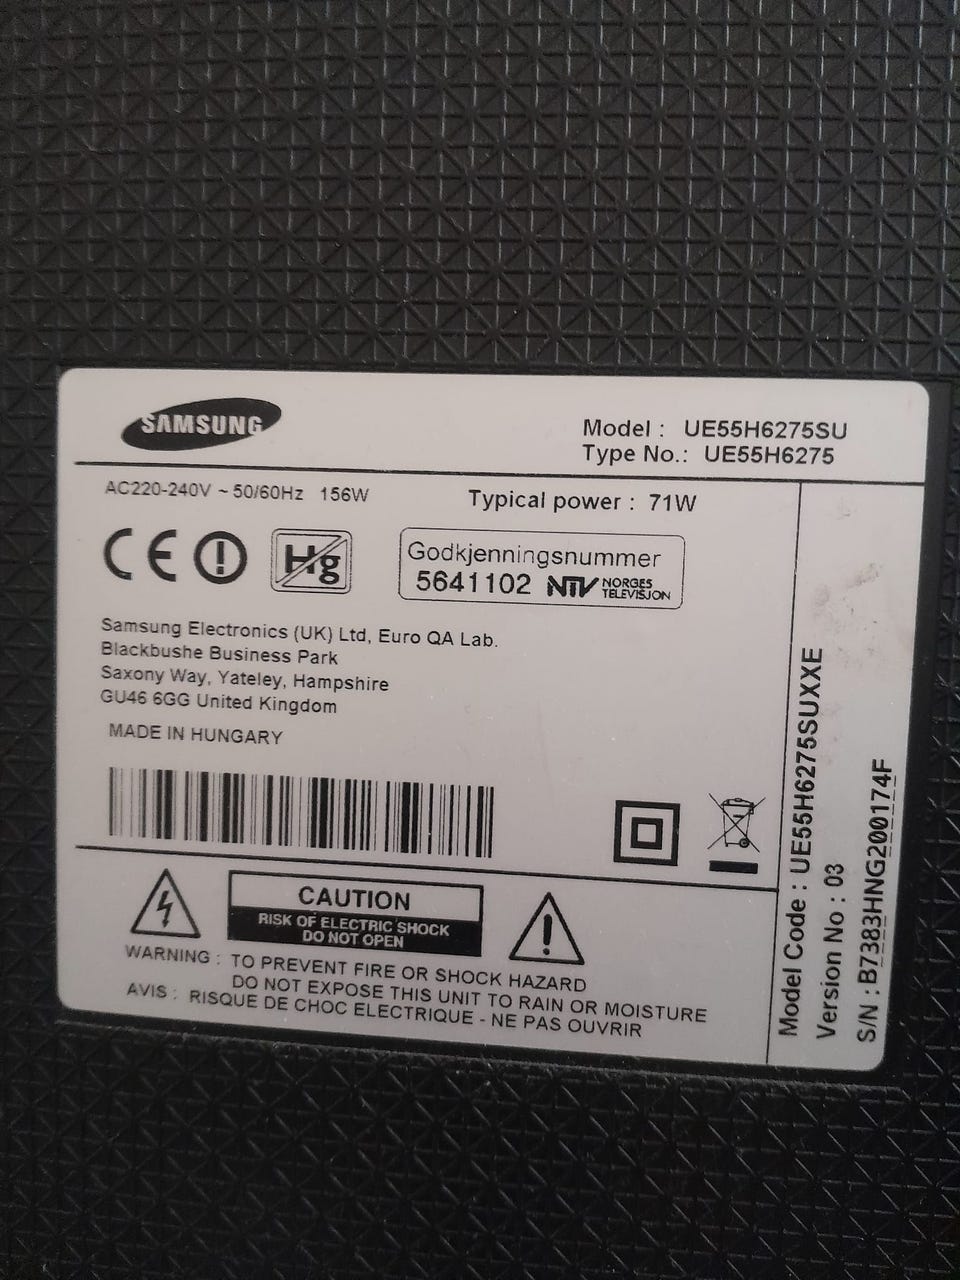 SAMSUNG
Model : UE55H6275SU
Type No.: UE55H6275
AC220-240V ~ 50/60Hz 156W
Typical power : 71W
CE
Hg
Godkjenningsnummer
5641102 NTV NORGES
TELEVISJON
Samsung Electronics (UK) Ltd, Euro QA Lab.
Blackbushe Business Park
Saxony Way, Yateley, Hampshire
GU46 6GG United Kingdom
MADE IN HUNGARY
CAUTION
RISK OF ELECTRIC SHOCK
DO NOT OPEN
WARNING : TO PREVENT FIRE OR SHOCK HAZARD
DO NOT EXPOSE THIS UNIT TO RAIN OR MOISTURE
AVIS : RISQUE DE CHOC ELECTRIQUE - NE PAS OUVRIR
Model Code : UE55H6275SUXXE
Version No : 03
S/N : B7383HNG200174F